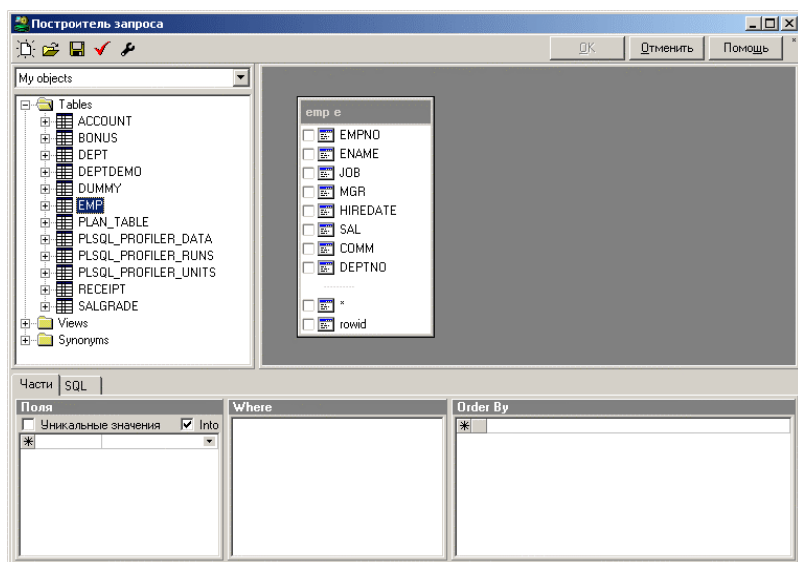 Построитель запроса
OK Отменить Помощь
My objects
Tables
ACCOUNT
BONUS
DEPT
DEPTDEMO
DUMMY
EMP
PLAN_TABLE
PLSQL_PROFILER_DATA
PLSQL_PROFILER_RUNS
PLSQL_PROFILER_UNITS
RECEIPT
SALGRADE
Views
Synonyms
emp e
EMPNO
ENAME
JOB
MGR
HIREDATE
SAL
COMM
DEPTNO
*
rowid
Части SQL
Поля
Уникальные значения Into
Where
Order By